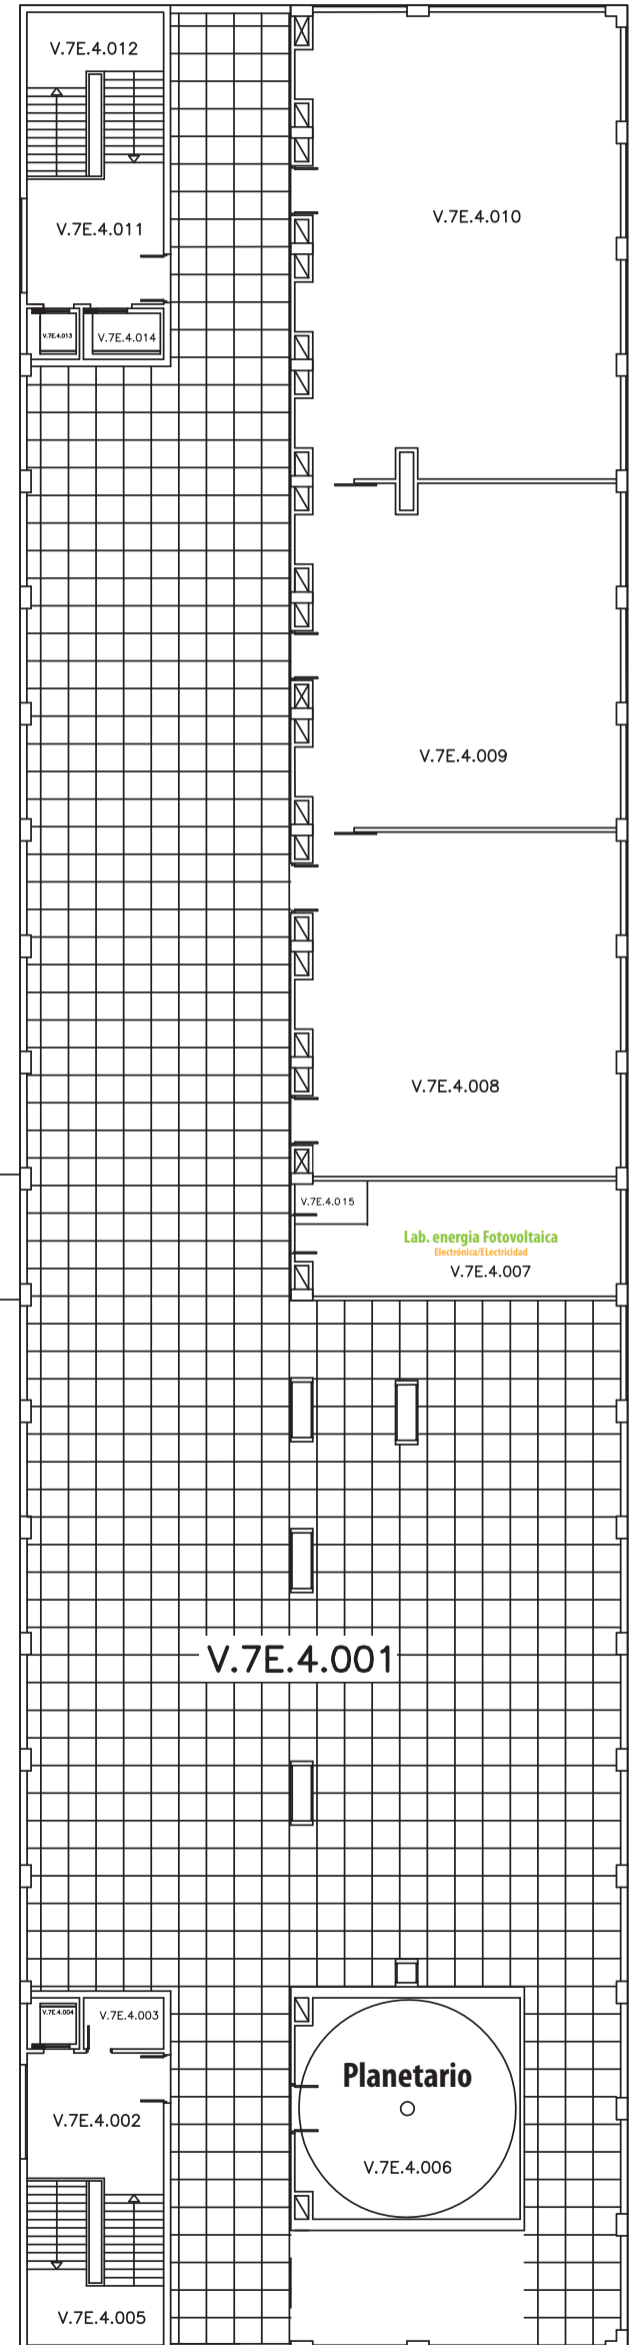 V.7E.4.012
V.7E.4.010
V.7E.4.011
V.7E.4.013
V.7E.4.014
V.7E.4.009
V.7E.4.008
V.7E.4.015
Lab. energia Fotovoltaica
Electrónica/ELectricidad
V.7E.4.007
V.7E.4.001
V.7E.4.004
V.7E.4.003
Planetario
V.7E.4.002
V.7E.4.006
V.7E.4.005